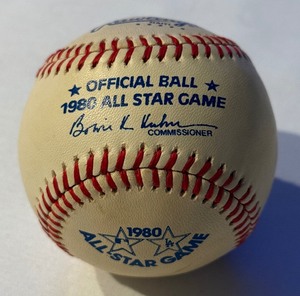 ★ OFFICIAL BALL ★
1980 ALL STAR GAME
Bowie K Kuhn
COMMISSIONER
1980
ALL-STAR GAME